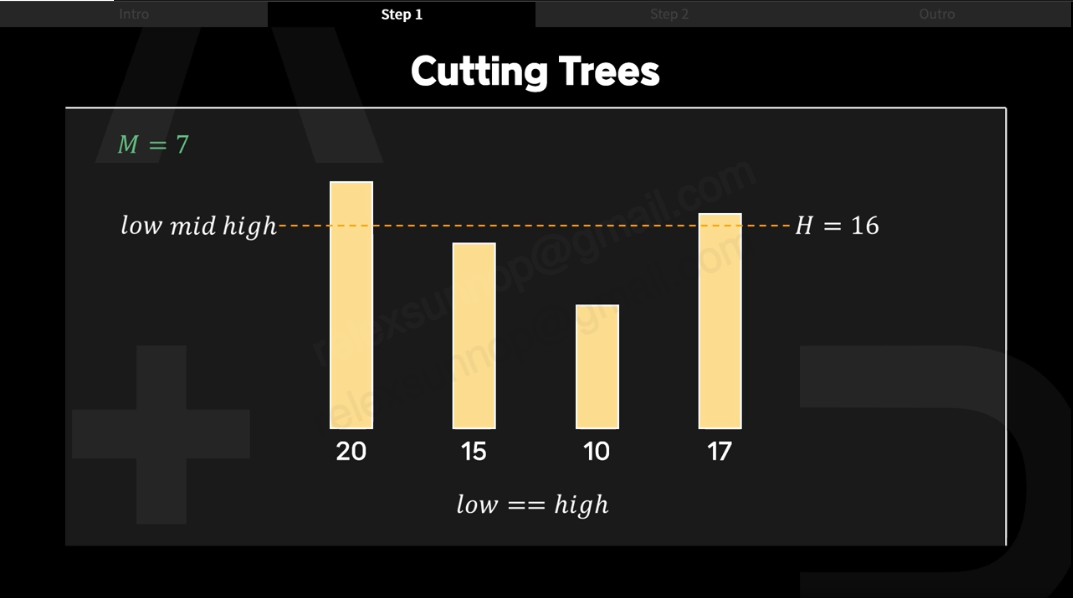 Intro Step 1 Step 2 Outro
Cutting Trees
M = 7
low mid high H = 16
20 15 10 17
low == high